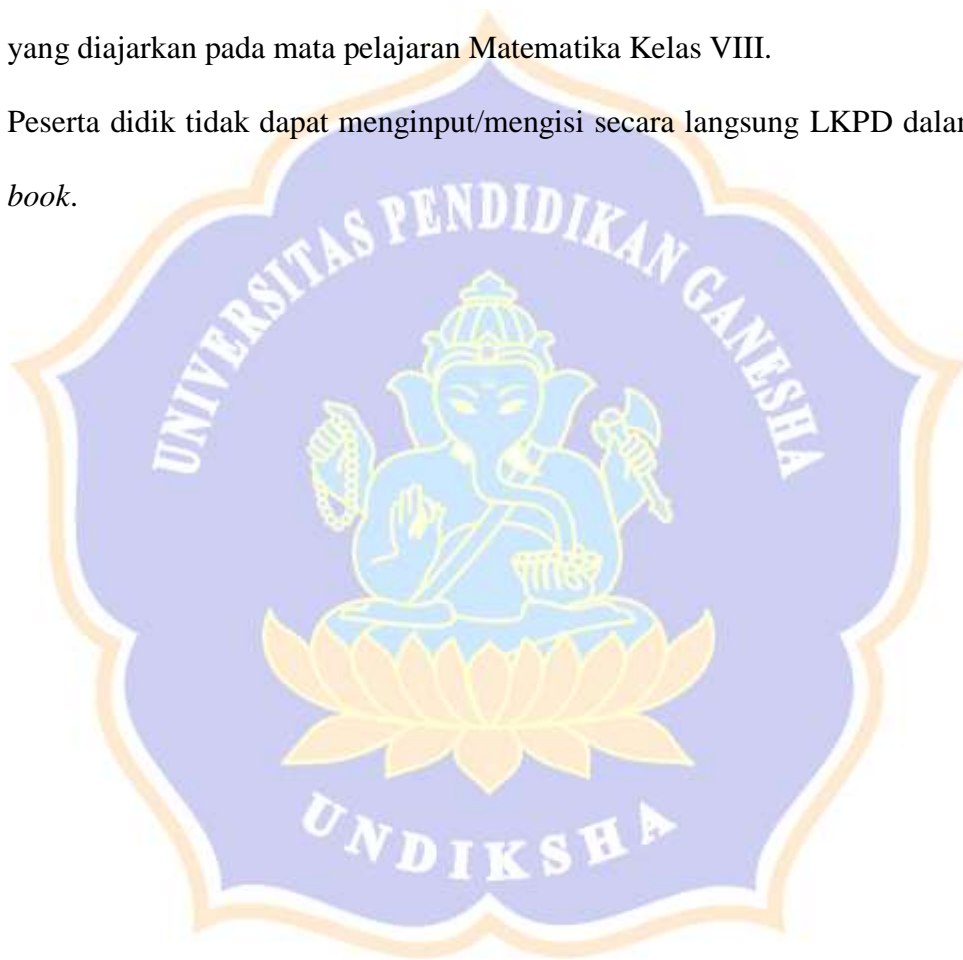 yang diajarkan pada mata pelajaran Matematika Kelas VIII.
Peserta didik tidak dapat menginput/mengisi secara langsung LKPD
book.
UNIVERSITAS PENDIDIKAN GANESHA
UNDIKSHA